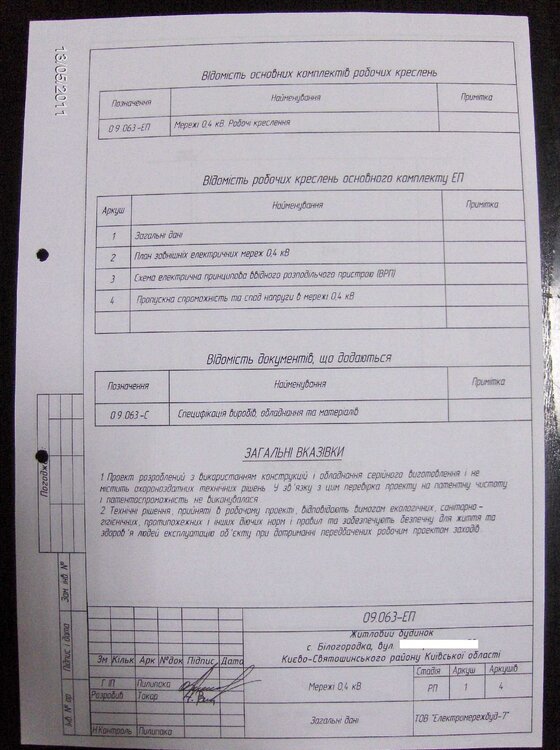 13/05/2011
Відомість основних комплектів робочих креслень
Позначення Найменування Примітка
09.063-ЕП Мережі 0,4 кВ. Робочі креслення
Відомість робочих креслень основного комплекту ЕП
Аркуш Найменування Примітка
1 Загальні дані
2 План зовнішніх електричних мереж 0,4 кВ
3 Схема електрична принципова ввідного розподільчого пристрою (ВРП)
4 Пропускна спроможність та спад напруги в мережі 0,4 кВ
Відомість документів, що додаються
Позначення Найменування Примітка
09.063-С Специфікація виробів, обладнання та матеріалів
ЗАГАЛЬНІ ВКАЗІВКИ
1. Проект розроблений з використанням конструкцій і обладнання серійного виготовлення і не
містить охороноздатних технічних рішень. У зв'язку з цим перевірка проекту на патентну чистоту
і патентоспроможність не виконувалася.
2. Технічні рішення, прийняті в робочому проекті, відповідають вимогам екологічних, санітарно-
гігієнічних, протипожежних і інших діючих норм і правил та забезпечують безпечну для життя та
здоров'я людей експлуатацію об'єкту при дотриманні передбачених робочим проектом заходів.
Погоджено
Зам. інв. №
Підпис і дата
Інв. № ор
09.063-ЕП
Житловий будинок
с. Білогородка, вул.
Києво-Святошинського району Київської області
Зм Кільк Арк №док Підпис Дата
ГІП Пилипака
Розробив Токар
Н.Контроль Пилипака
Мережі 0,4 кВ
Стадія Аркуш Аркушів
РП 1 4
Загальні дані
ТОВ "Електромережбуд-Т"